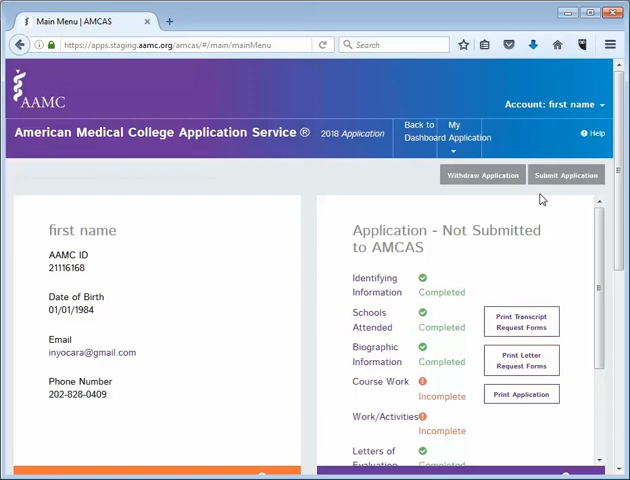 Main Menu | AMCAS
https://apps.staging.aamc.org/amcas/#/main/mainMenu
Search
AAMC
Account: first name
American Medical College Application Service ® 2018 Application
Back to Dashboard
My Application
Help
Withdraw Application
Submit Application
first name
AAMC ID
21116168
Date of Birth
01/01/1984
Email
inyocara@gmail.com
Phone Number
202-828-0409
Application - Not Submitted
to AMCAS
Identifying
Information Completed
Schools
Attended Completed
Biographic
Information Completed
Course Work
Incomplete
Work/Activities
Incomplete
Letters of
Evaluation Completed
Print Transcript
Request Forms
Print Letter
Request Forms
Print Application